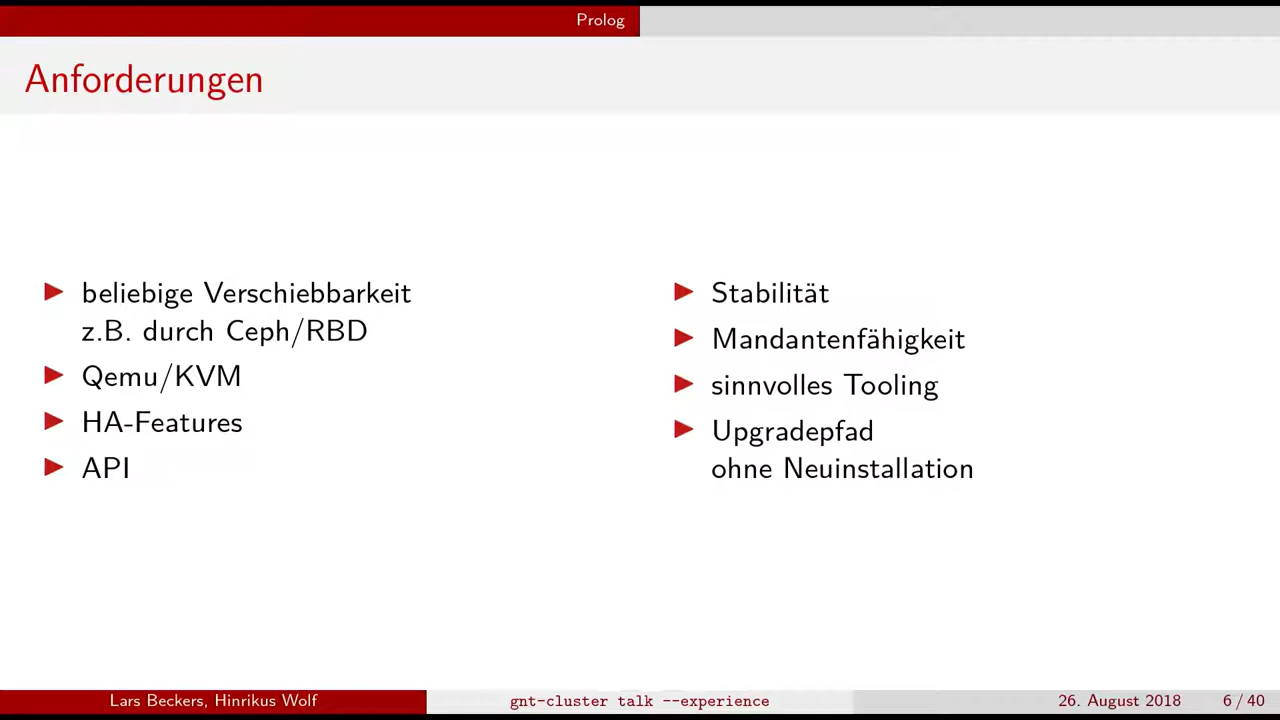 Prolog
Anforderungen
beliebige Verschiebbarkeit
z.B. durch Ceph/RBD
Qemu/KVM
HA-Features
API
Stabilität
Mandantenfähigkeit
sinnvolles Tooling
Upgradepfad
ohne Neuinstallation
Lars Beckers, Hinrikus Wolf
gnt-cluster talk --experience
26. August 2018
6 / 40